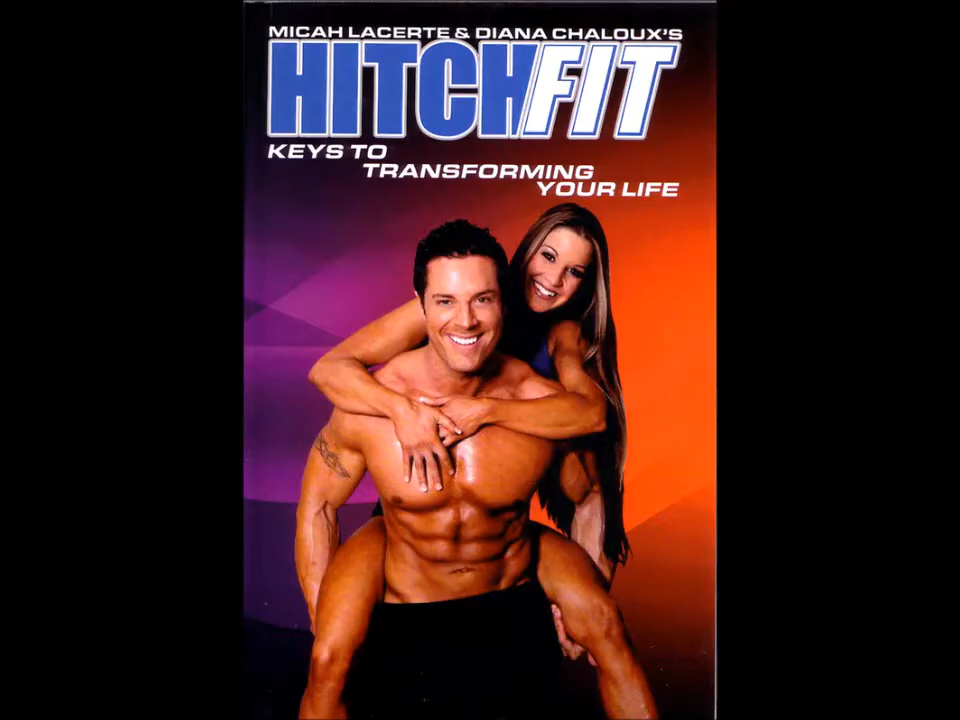 MICAH LACERTE & DIANA CHALOUX'S
HITCHFIT
KEYS TO
TRANSFORMING
YOUR LIFE